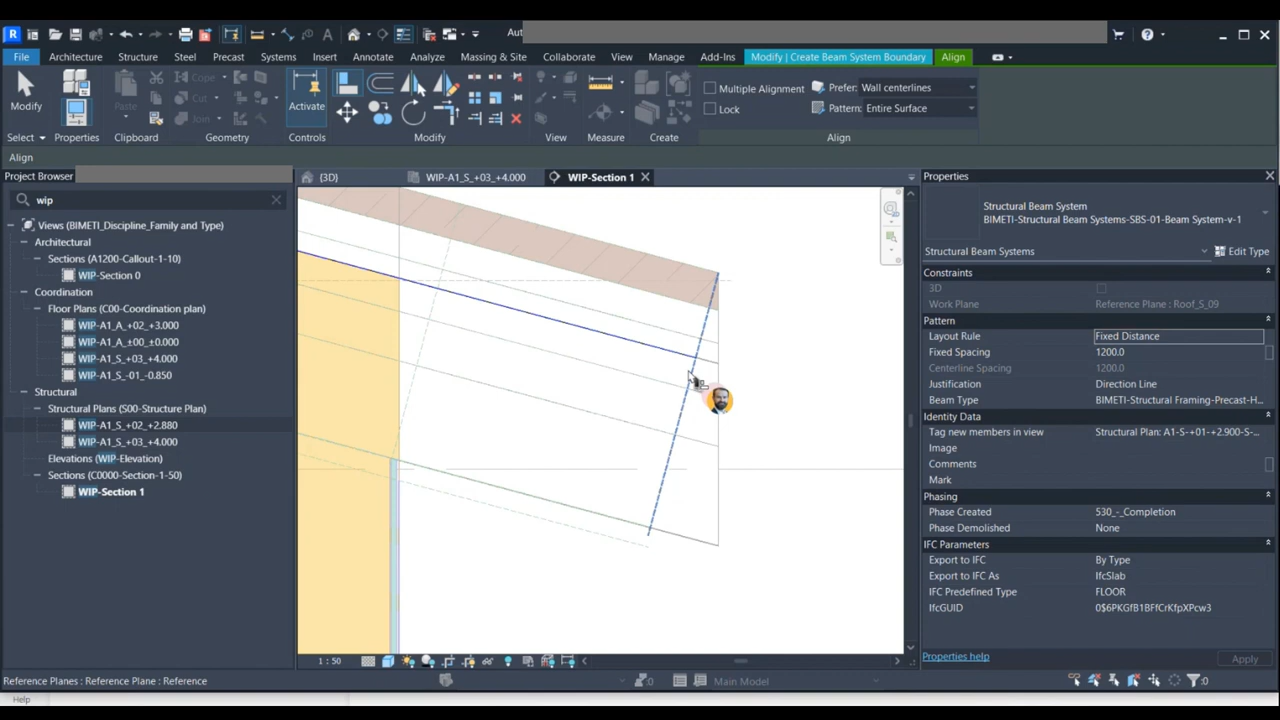 R
Aut
File
Architecture
Structure
Steel
Precast
Systems
Insert
Annotate
Analyze
Massing & Site
Collaborate
View
Add-Ins
Manage
Modify | Create Beam System Boundary
Align
Modify
Paste
Cope
Cut
Join
Activate
Multiple Alignment
Lock
Prefer: Wall centerlines
Pattern: Entire Surface
Select
Properties
Clipboard
Geometry
Controls
Modify
View
Measure
Create
Align
Align
Project Browser
wip
Views (BIMETI_Discipline_Family and Type)
Architectural
Sections (A1200-Callout-1-10)
WIP-Section 0
Coordination
Floor Plans (C00-Coordination plan)
WIP-A1_A_+02_+3.000
WIP-A1_A_+00_±0.000
WIP-A1_S_+03_+4.000
WIP-A1_S_-01_-0.850
Structural
Structural Plans (S00-Structure Plan)
WIP-A1_S_+02_+2.880
WIP-A1_S_+03_+4.000
Elevations (WIP-Elevation)
Sections (C0000-Section-1-50)
WIP-Section 1
{3D}
WIP-A1_S_+03_+4.000
WIP-Section 1
Properties
Structural Beam System
BIMETI-Structural Beam Systems-SBS-01-Beam System-v-1
Structural Beam Systems
Edit Type
Constraints
3D
Work Plane Reference Plane : Roof_S_09
Pattern
Layout Rule Fixed Distance
Fixed Spacing 1200.0
Centerline Spacing 1200.0
Justification Direction Line
Beam Type BIMETI-Structural Framing-Precast-H...
Identity Data
Tag new members in view Structural Plan: A1-S-+01-+2.900-S-...
Image
Comments
Mark
Phasing
Phase Created 530_-_Completion
Phase Demolished None
IFC Parameters
Export to IFC By Type
Export to IFC As IfcSlab
IFC Predefined Type FLOOR
IfcGUID 0$6PKGfB1BFfCrKfpXPcw3
Properties help
Apply
1 : 50
Reference Planes : Reference Plane : Reference
:0
Main Model
:0
Help